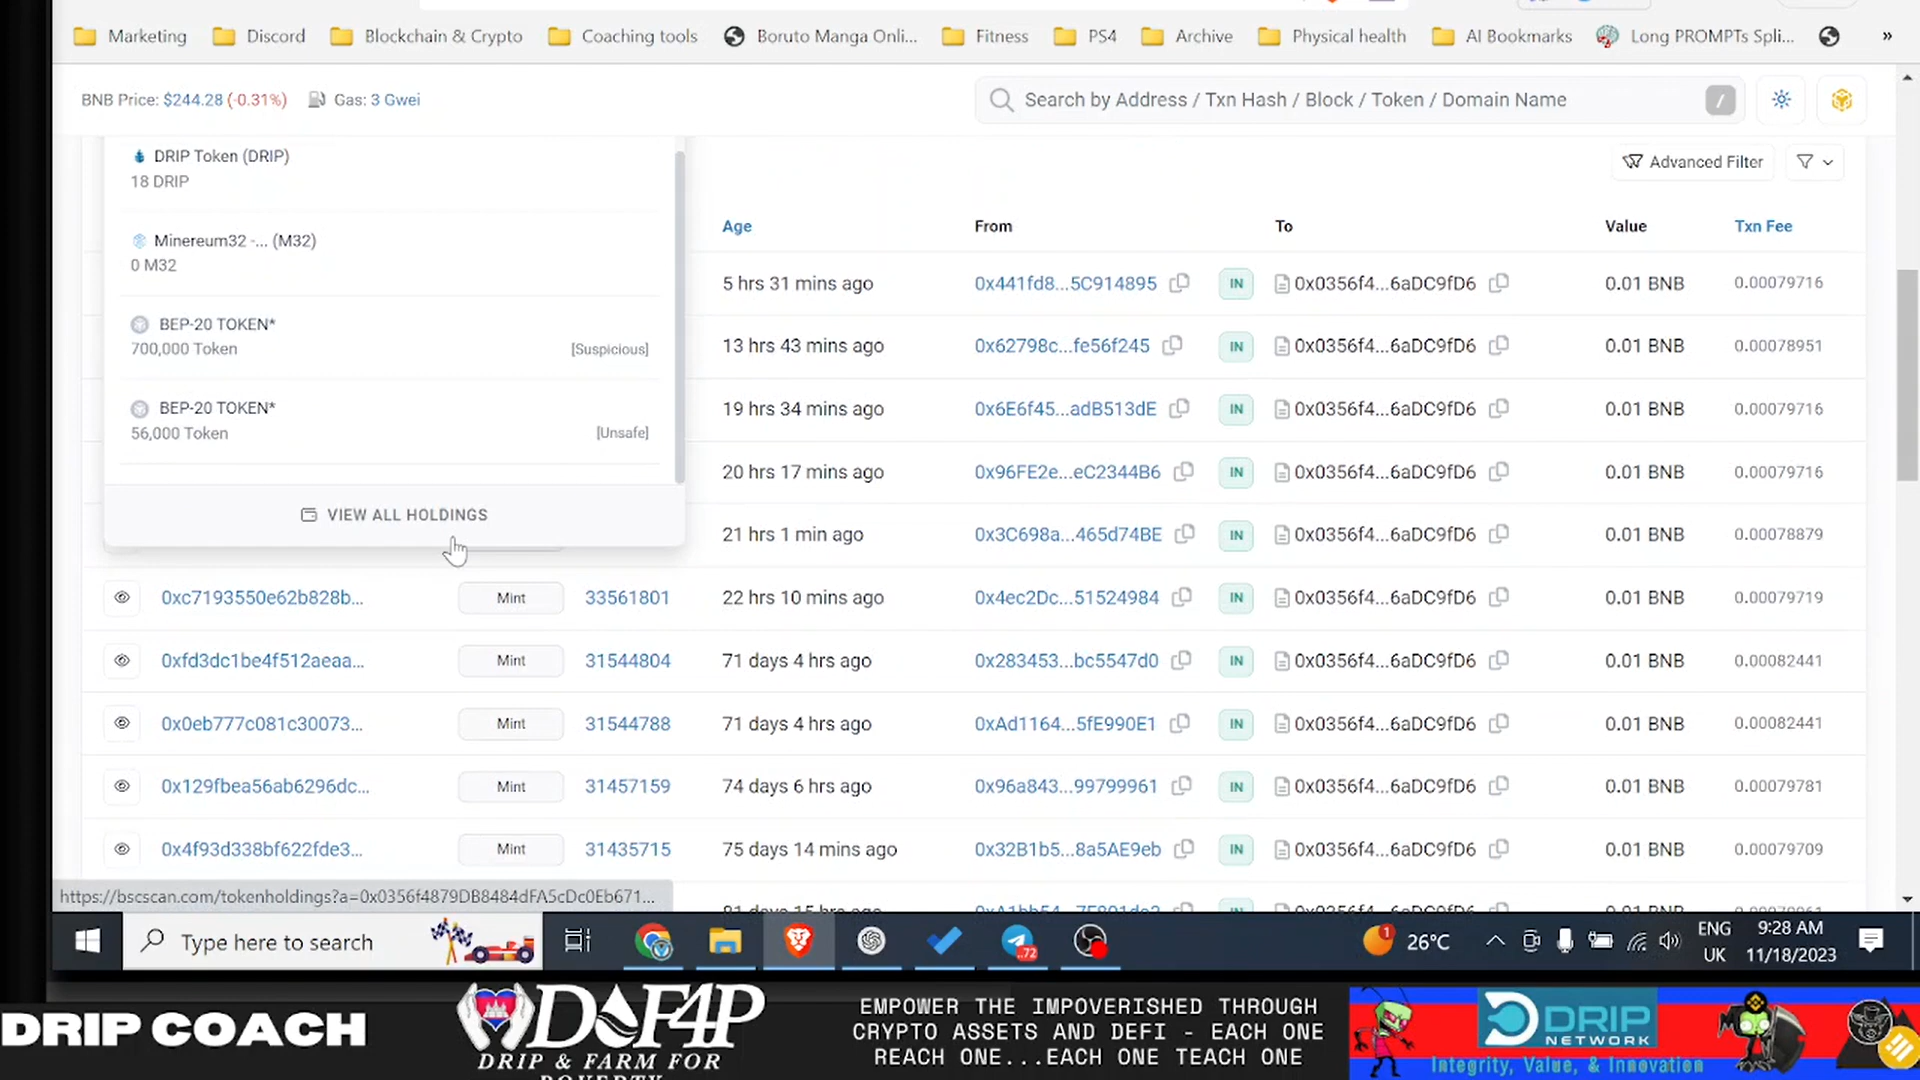 Marketing
Discord
Blockchain & Crypto
Coaching tools
Boruto Manga Onli...
Fitness
PS4
Archive
Physical health
AI Bookmarks
Long PROMPTs Spli...
»
BNB Price: $244.28 (-0.31%)
Gas: 3 Gwei
Search by Address / Txn Hash / Block / Token / Domain Name
/
DRIP Token (DRIP)
18 DRIP
Minereum32 -... (M32)
0 M32
BEP-20 TOKEN*
700,000 Token
[Suspicious]
BEP-20 TOKEN*
56,000 Token
[Unsafe]
VIEW ALL HOLDINGS
Advanced Filter
Age From To Value Txn Fee
5 hrs 31 mins ago 0x441fd8...5C914895 IN 0x0356f4...6aDC9fD6 0.01 BNB 0.00079716
13 hrs 43 mins ago 0x62798c...fe56f245 IN 0x0356f4...6aDC9fD6 0.01 BNB 0.00078951
19 hrs 34 mins ago 0x6E6f45...adB513dE IN 0x0356f4...6aDC9fD6 0.01 BNB 0.00079716
20 hrs 17 mins ago 0x96FE2e...eC2344B6 IN 0x0356f4...6aDC9fD6 0.01 BNB 0.00079716
21 hrs 1 min ago 0x3C698a...465d74BE IN 0x0356f4...6aDC9fD6 0.01 BNB 0.00078879
0xc7193550e62b828b... Mint 33561801 22 hrs 10 mins ago 0x4ec2Dc...51524984 IN 0x0356f4...6aDC9fD6 0.01 BNB 0.00079719
0xfd3dc1be4f512aeaa... Mint 31544804 71 days 4 hrs ago 0x283453...bc5547d0 IN 0x0356f4...6aDC9fD6 0.01 BNB 0.00082441
0x0eb777c081c30073... Mint 31544788 71 days 4 hrs ago 0xAd1164...5fE990E1 IN 0x0356f4...6aDC9fD6 0.01 BNB 0.00082441
0x129fbea56ab6296dc... Mint 31457159 74 days 6 hrs ago 0x96a843...99799961 IN 0x0356f4...6aDC9fD6 0.01 BNB 0.00079781
0x4f93d338bf622fde3... Mint 31435715 75 days 14 mins ago 0x32B1b5...8a5AE9eb IN 0x0356f4...6aDC9fD6 0.01 BNB 0.00079709
https://bscscan.com/tokenholdings?a=0x0356f4879DB8484dFA5cDc0Eb671...
Type here to search
72
1
26°C
ENG
UK
9:28 AM
11/18/2023
DRIP COACH
DOF4P
DRIP & FARM FOR
POVERTY
EMPOWER THE IMPOVERISHED THROUGH
CRYPTO ASSETS AND DEFI - EACH ONE
REACH ONE...EACH ONE TEACH ONE
DRIP
NETWORK
Integrity, Value, & Innovation